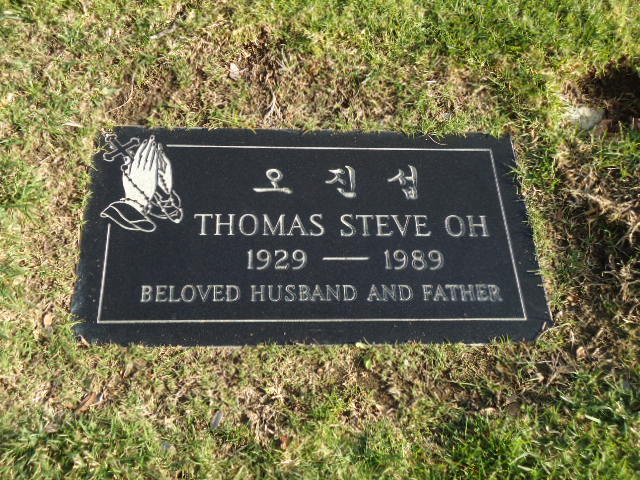 오 진 섭
THOMAS STEVE OH
1929 — 1989
BELOVED HUSBAND AND FATHER